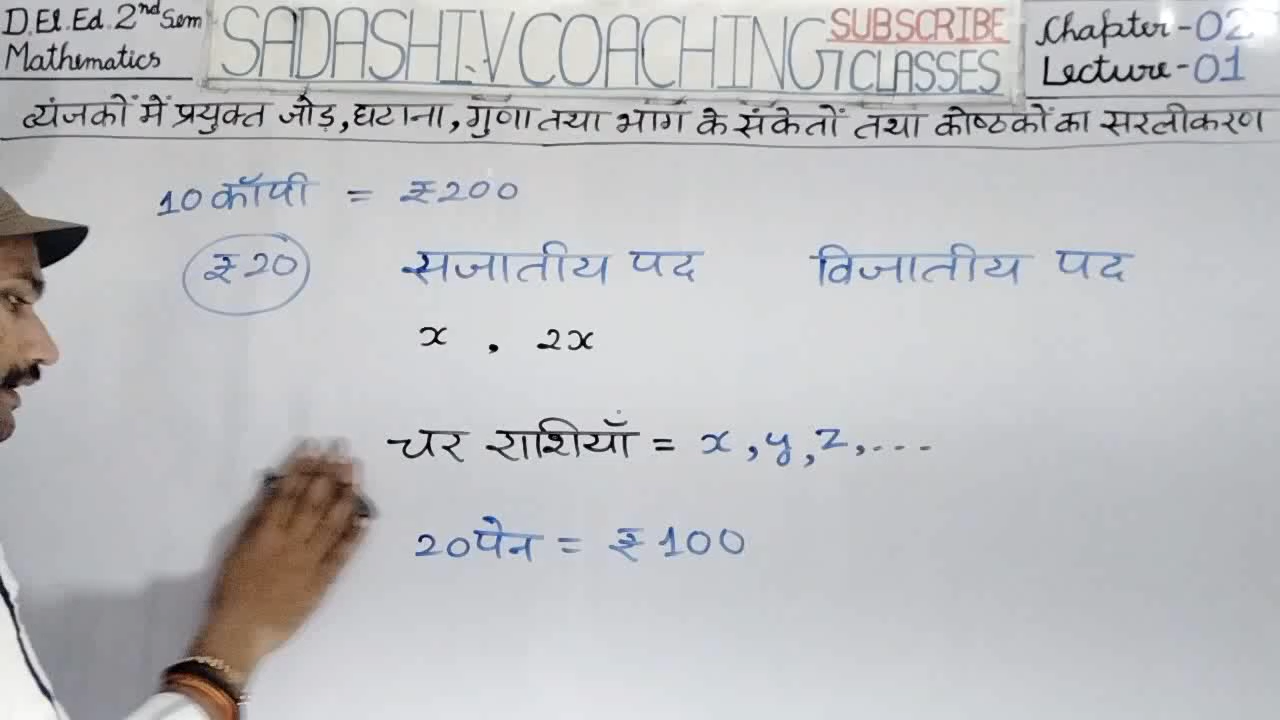 D.El.Ed 2nd Sem
Mathematics
SADASHIV COACHING
SUBSCRIBE
CLASSES
Chapter - 02
Lecture - 01
व्यंजकों में प्रयुक्त जोड़, घटाना, गुणा तथा भाग के संकेतों तथा कोष्ठकों का सरलीकरण
10 कॉपी = ₹200
₹20 सजातीय पद विजातीय पद
x , 2x
चर राशियाँ = x, y, z, ....
20 पेन = ₹100